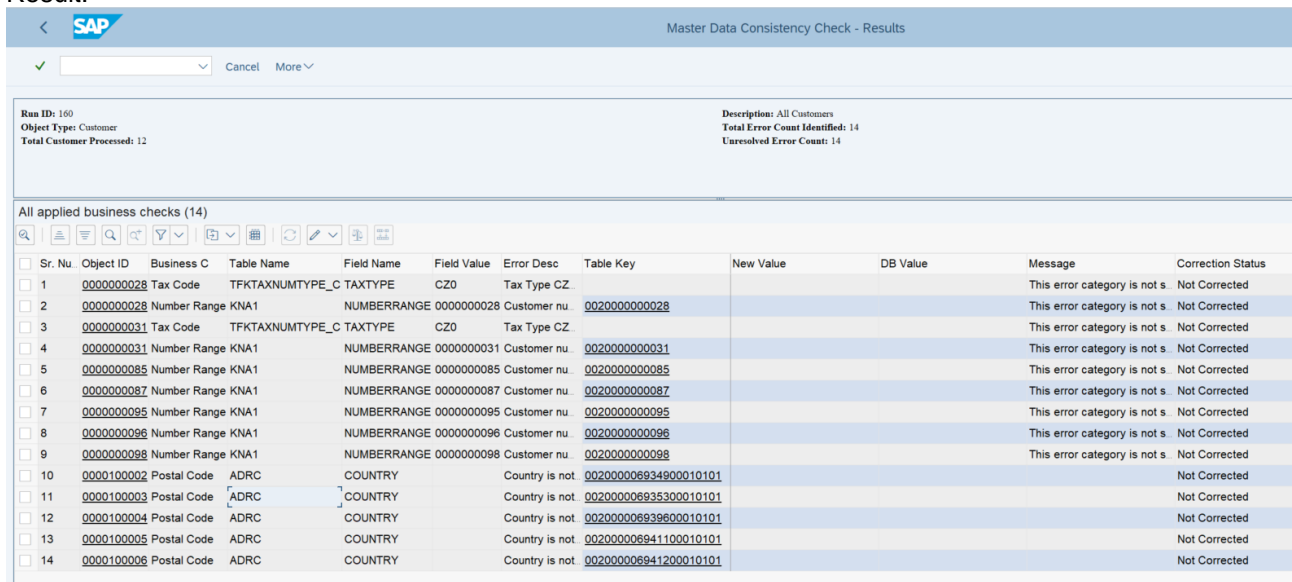 Result:
SAP Master Data Consistency Check - Results
Cancel More
Run ID: 160 Description: All Customers
Object Type: Customer Total Error Count Identified: 14
Total Customer Processed: 12 Unresolved Error Count: 14
All applied business checks (14)
Sr. Nu... Object ID Business C Table Name Field Name Field Value Error Desc Table Key New Value DB Value Message Correction Status
1 0000000028 Tax Code TFKTAXNUMTYPE_C TAXTYPE CZ0 Tax Type CZ... This error category is not s... Not Corrected
2 0000000028 Number Range KNA1 NUMBERRANGE 0000000028 Customer nu... 0020000000028 This error category is not s... Not Corrected
3 0000000031 Tax Code TFKTAXNUMTYPE_C TAXTYPE CZ0 Tax Type CZ... This error category is not s... Not Corrected
4 0000000031 Number Range KNA1 NUMBERRANGE 0000000031 Customer nu... 0020000000031 This error category is not s... Not Corrected
5 0000000085 Number Range KNA1 NUMBERRANGE 0000000085 Customer nu... 0020000000085 This error category is not s... Not Corrected
6 0000000087 Number Range KNA1 NUMBERRANGE 0000000087 Customer nu... 0020000000087 This error category is not s... Not Corrected
7 0000000095 Number Range KNA1 NUMBERRANGE 0000000095 Customer nu... 0020000000095 This error category is not s... Not Corrected
8 0000000096 Number Range KNA1 NUMBERRANGE 0000000096 Customer nu... 0020000000096 This error category is not s... Not Corrected
9 0000000098 Number Range KNA1 NUMBERRANGE 0000000098 Customer nu... 0020000000098 This error category is not s... Not Corrected
10 0000100002 Postal Code ADRC COUNTRY Country is not... 002000006934900010101 Not Corrected
11 0000100003 Postal Code ADRC COUNTRY Country is not... 002000006935300010101 Not Corrected
12 0000100004 Postal Code ADRC COUNTRY Country is not... 002000006939600010101 Not Corrected
13 0000100005 Postal Code ADRC COUNTRY Country is not... 002000006941100010101 Not Corrected
14 0000100006 Postal Code ADRC COUNTRY Country is not... 002000006941200010101 Not Corrected